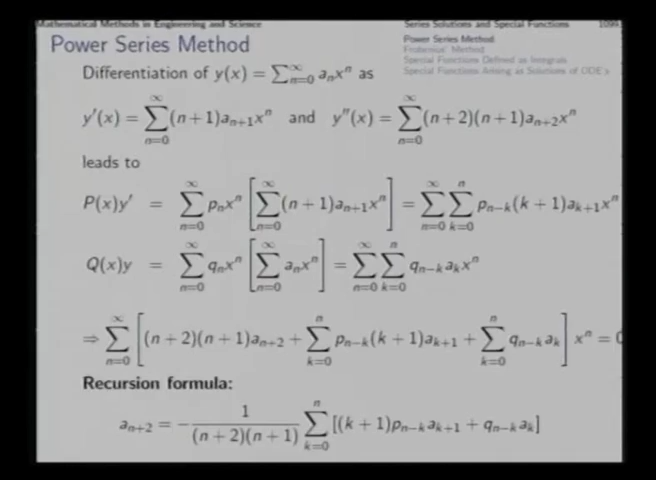 Mathematical Methods in Engineering and Science
Series Solutions and Special Functions
Power Series Method
Power Series Method
Frobenius' Method
Special Functions Defined as Integrals
Special Functions Arising as Solutions of ODE's
Differentiation of y(x) = ∑_{n=0}^{∞} a_n x^n as
y′(x) = ∑_{n=0}^{∞} (n+1)a_{n+1}x^n and y″(x) = ∑_{n=0}^{∞} (n+2)(n+1)a_{n+2}x^n
leads to
P(x)y′ = ∑_{n=0}^{∞} p_n x^n [∑_{n=0}^{∞} (n+1)a_{n+1}x^n] = ∑_{n=0}^{∞} ∑_{k=0}^{n} p_{n−k}(k+1)a_{k+1}x^n
Q(x)y = ∑_{n=0}^{∞} q_n x^n [∑_{n=0}^{∞} a_n x^n] = ∑_{n=0}^{∞} ∑_{k=0}^{n} q_{n−k}a_k x^n
⇒ ∑_{n=0}^{∞} [(n+2)(n+1)a_{n+2} + ∑_{k=0}^{n} p_{n−k}(k+1)a_{k+1} + ∑_{k=0}^{n} q_{n−k}a_k] x^n = 0
Recursion formula:
a_{n+2} = −1/((n+2)(n+1)) ∑_{k=0}^{n} [(k+1)p_{n−k}a_{k+1} + q_{n−k}a_k]